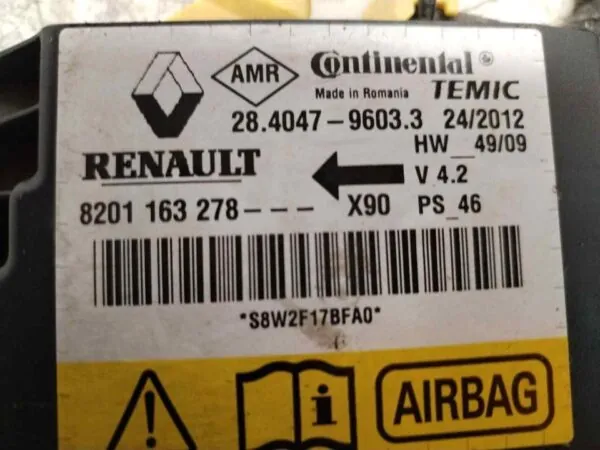 AMR Continental
Made in Romania TEMIC
28.4047-9603.3 24/2012
HW_49/09
RENAULT V 4.2
8201 163 278--- X90 PS_46
*S8W2F17BFA0*
i AIRBAG